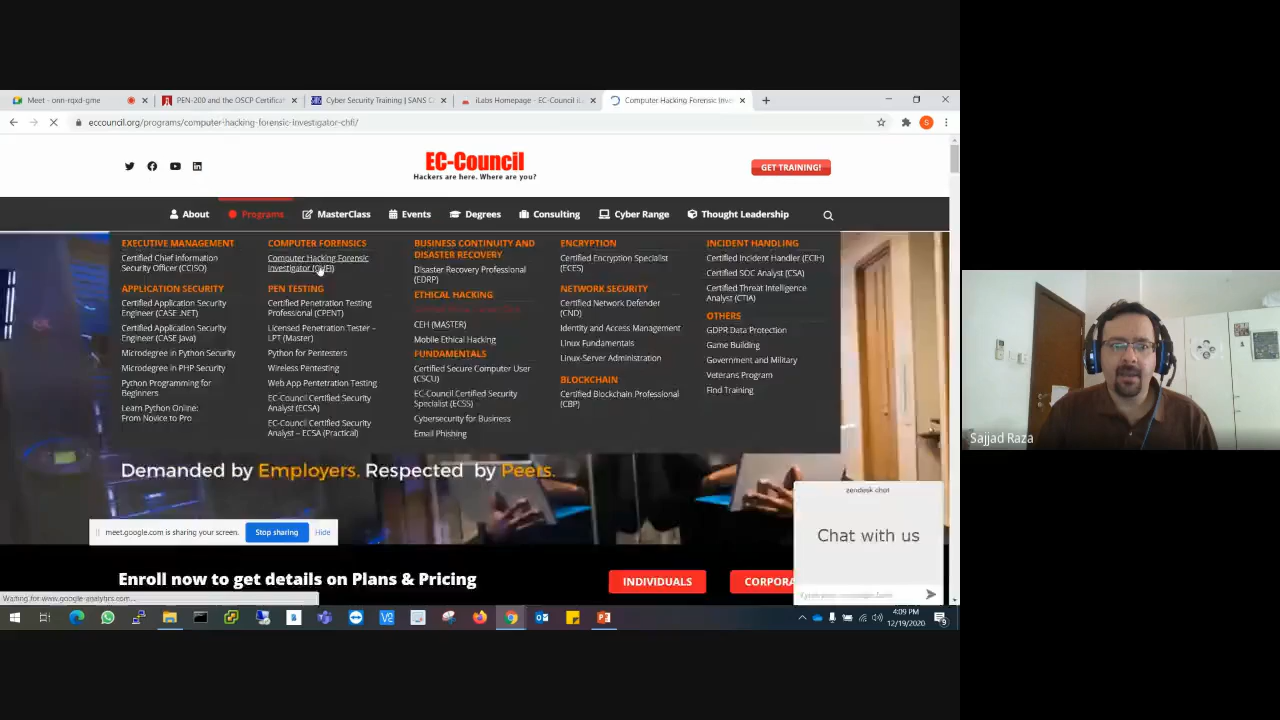 Meet - onn-rqxd-gme
PEN-200 and the OSCP Certificat
Cyber Security Training | SANS C
iLabs Homepage - EC-Council iL
Computer Hacking Forensic Inve
eccouncil.org/programs/computer-hacking-forensic-investigator-chfi/
S
EC-Council
Hackers are here. Where are you?
GET TRAINING!
About
Programs
MasterClass
Events
Degrees
Consulting
Cyber Range
Thought Leadership
EXECUTIVE MANAGEMENT
Certified Chief Information
Security Officer (CCISO)
APPLICATION SECURITY
Certified Application Security
Engineer (CASE .NET)
Certified Application Security
Engineer (CASE Java)
Microdegree in Python Security
Microdegree in PHP Security
Python Programming for
Beginners
Learn Python Online:
From Novice to Pro
COMPUTER FORENSICS
Computer Hacking Forensic
Investigator (CHFI)
PEN TESTING
Certified Penetration Testing
Professional (CPENT)
Licensed Penetration Tester –
LPT (Master)
Python for Pentesters
Wireless Pentesting
Web App Pentetration Testing
EC-Council Certified Security
Analyst (ECSA)
EC-Council Certified Security
Analyst – ECSA (Practical)
BUSINESS CONTINUITY AND
DISASTER RECOVERY
Disaster Recovery Professional
(EDRP)
ETHICAL HACKING
CEH (MASTER)
Mobile Ethical Hacking
FUNDAMENTALS
Certified Secure Computer User
(CSCU)
EC-Council Certified Security
Specialist (ECSS)
Cybersecurity for Business
Email Phishing
ENCRYPTION
Certified Encryption Specialist
(ECES)
NETWORK SECURITY
Certified Network Defender
(CND)
Identity and Access Management
Linux Fundamentals
Linux-Server Administration
BLOCKCHAIN
Certified Blockchain Professional
(CBP)
INCIDENT HANDLING
Certified Incident Handler (ECIH)
Certified SOC Analyst (CSA)
Certified Threat Intelligence
Analyst (CTIA)
OTHERS
GDPR Data Protection
Game Building
Government and Military
Veterans Program
Find Training
Demanded by Employers. Respected by Peers.
zendesk chat
Chat with us
Type your message here
meet.google.com is sharing your screen.
Stop sharing
Hide
Enroll now to get details on Plans & Pricing
INDIVIDUALS
CORPORA
Waiting for www.google-analytics.com...
4:09 PM
12/19/2020
Sajjad Raza